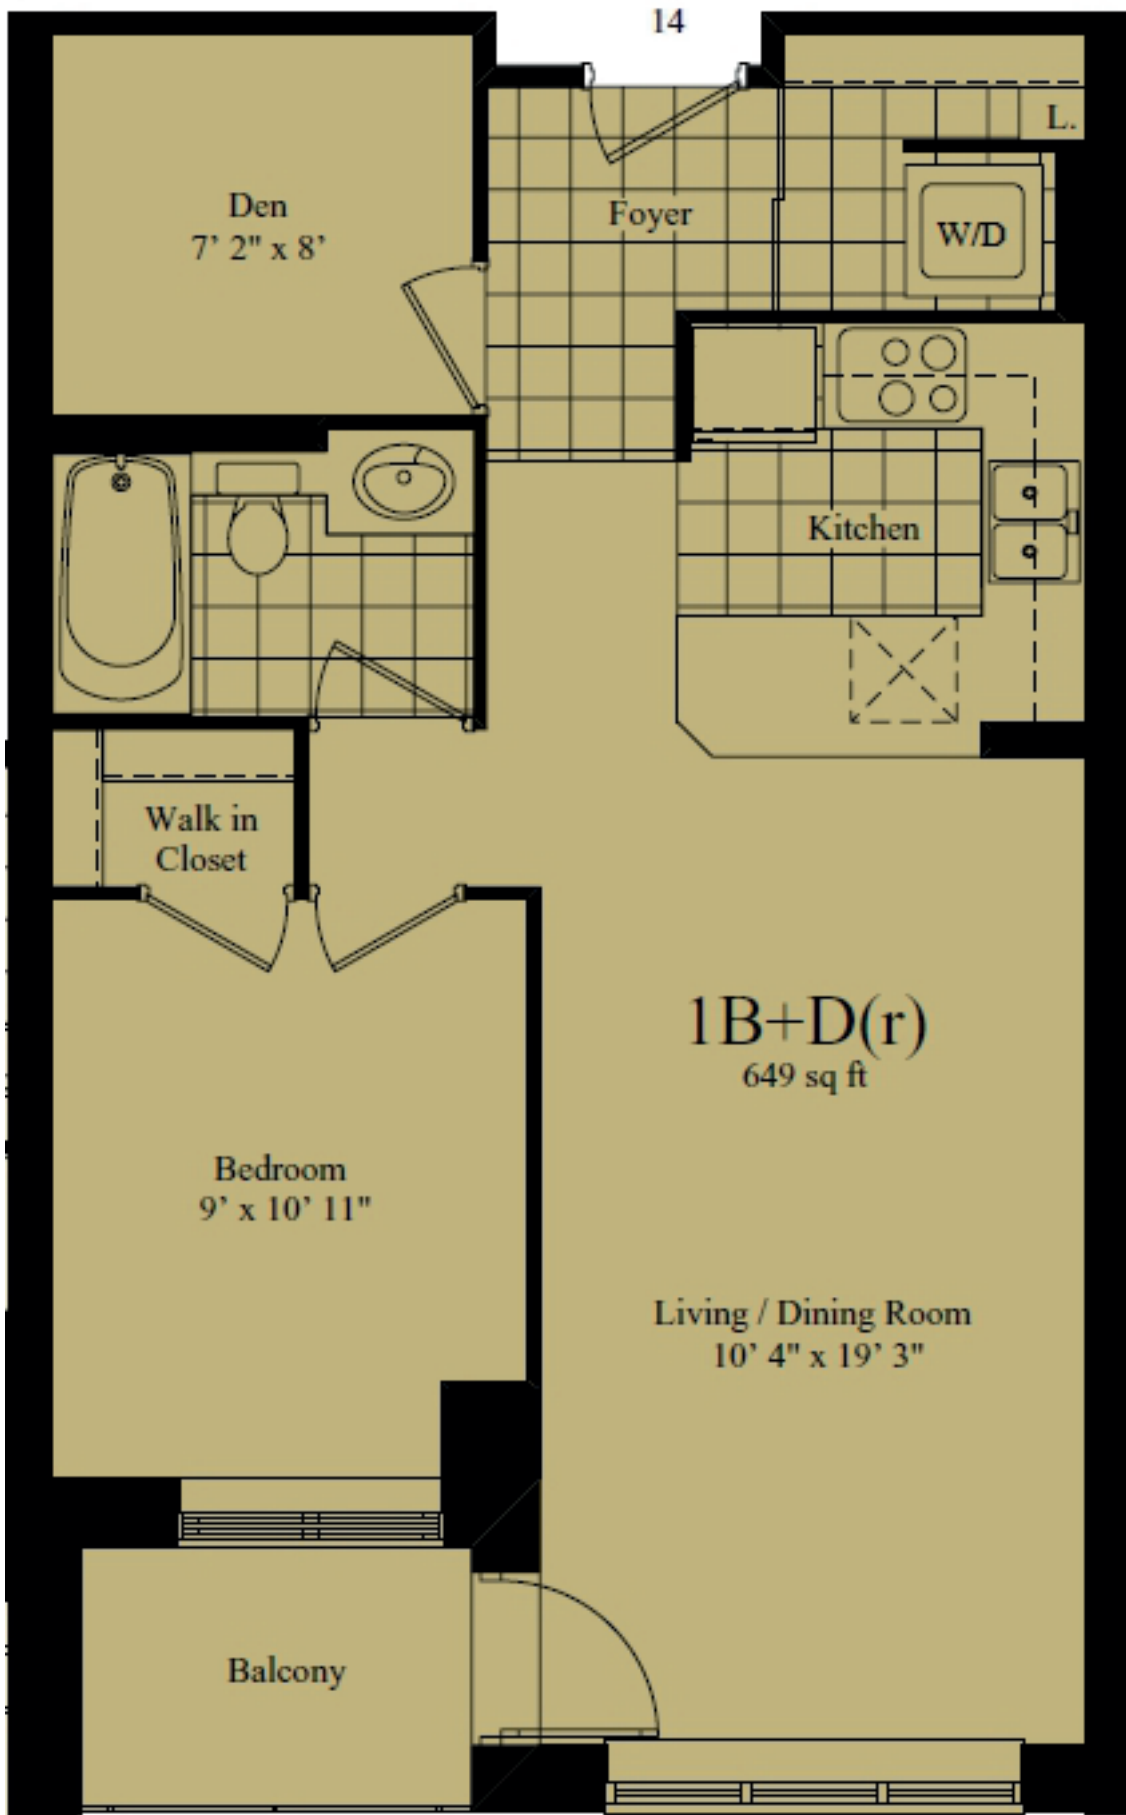 14
L.
Den
7’ 2" x 8’
Foyer
W/D
Kitchen
Walk in
Closet
1B+D(r)
649 sq ft
Bedroom
9’ x 10’ 11"
Living / Dining Room
10’ 4" x 19’ 3"
Balcony